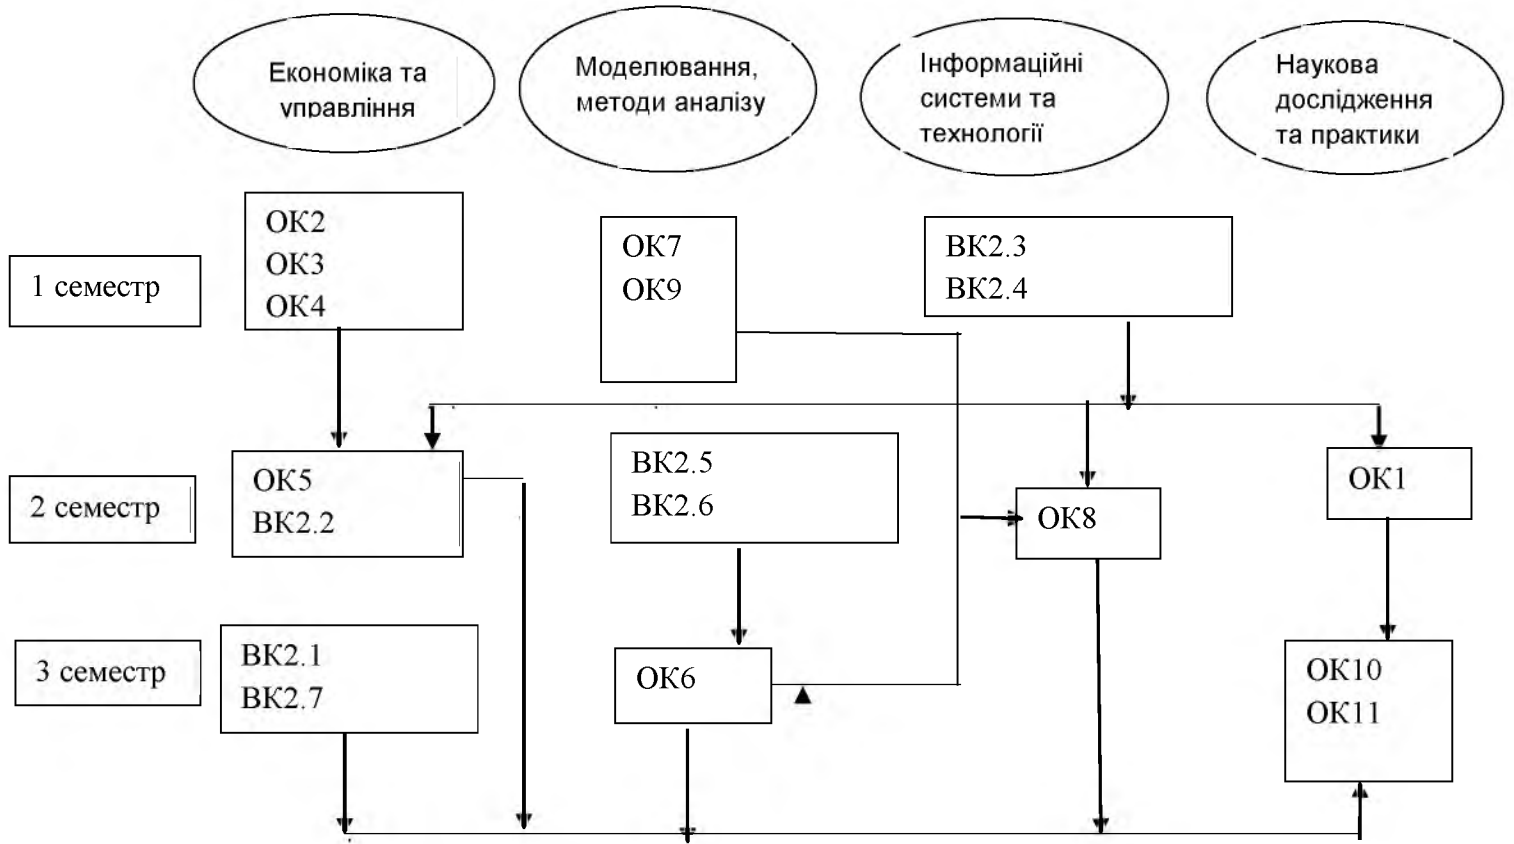 Економіка та
управління
Моделювання,
методи аналізу
Інформаційні
системи та
технології
Наукова
дослідження
та практики
1 семестр
ОК2
ОК3
ОК4
ОК7
ОК9
ВК2.3
ВК2.4
2 семестр
ОК5
ВК2.2
ВК2.5
ВК2.6
ОК8
ОК1
3 семестр
ВК2.1
ВК2.7
ОК6
ОК10
ОК11